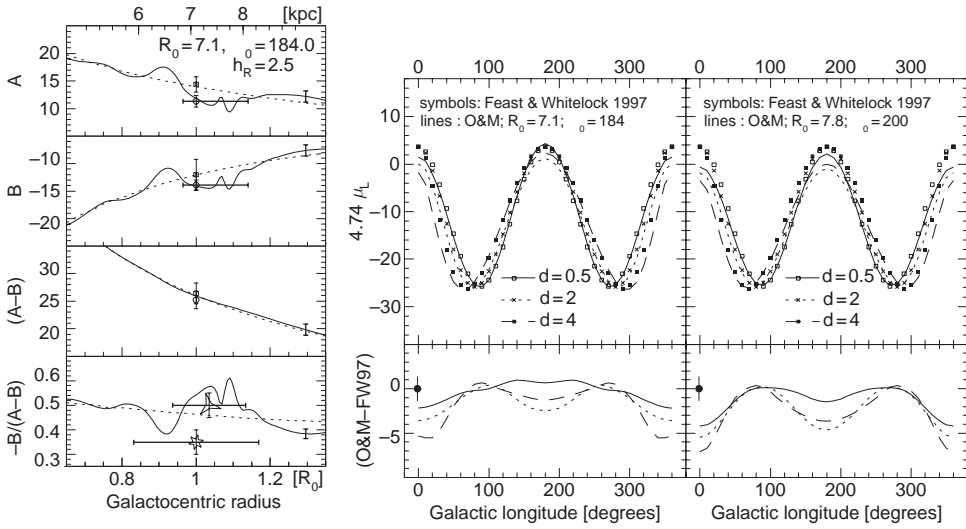 6 7 8 [kpc]
R0=7.1, 0=184.0
hR=2.5
20
15
10
A
−10
−15
−20
B
30
25
20
(A−B)
0.6
0.5
0.4
0.3
−B/(A−B)
0.8 1 1.2 [R0]
Galactocentric radius
0 100 200 300
0 100 200 300
symbols: Feast & Whitelock 1997
lines : O&M; R0=7.1; 0=184
symbols: Feast & Whitelock 1997
lines : O&M; R0=7.8; 0=200
10
0
−10
−20
−30
4.74 μL
d=0.5
d=2
d=4
d=0.5
d=2
d=4
0
−5
(O&M−FW97)
0 100 200 300
0 100 200 300
Galactic longitude [degrees]
Galactic longitude [degrees]